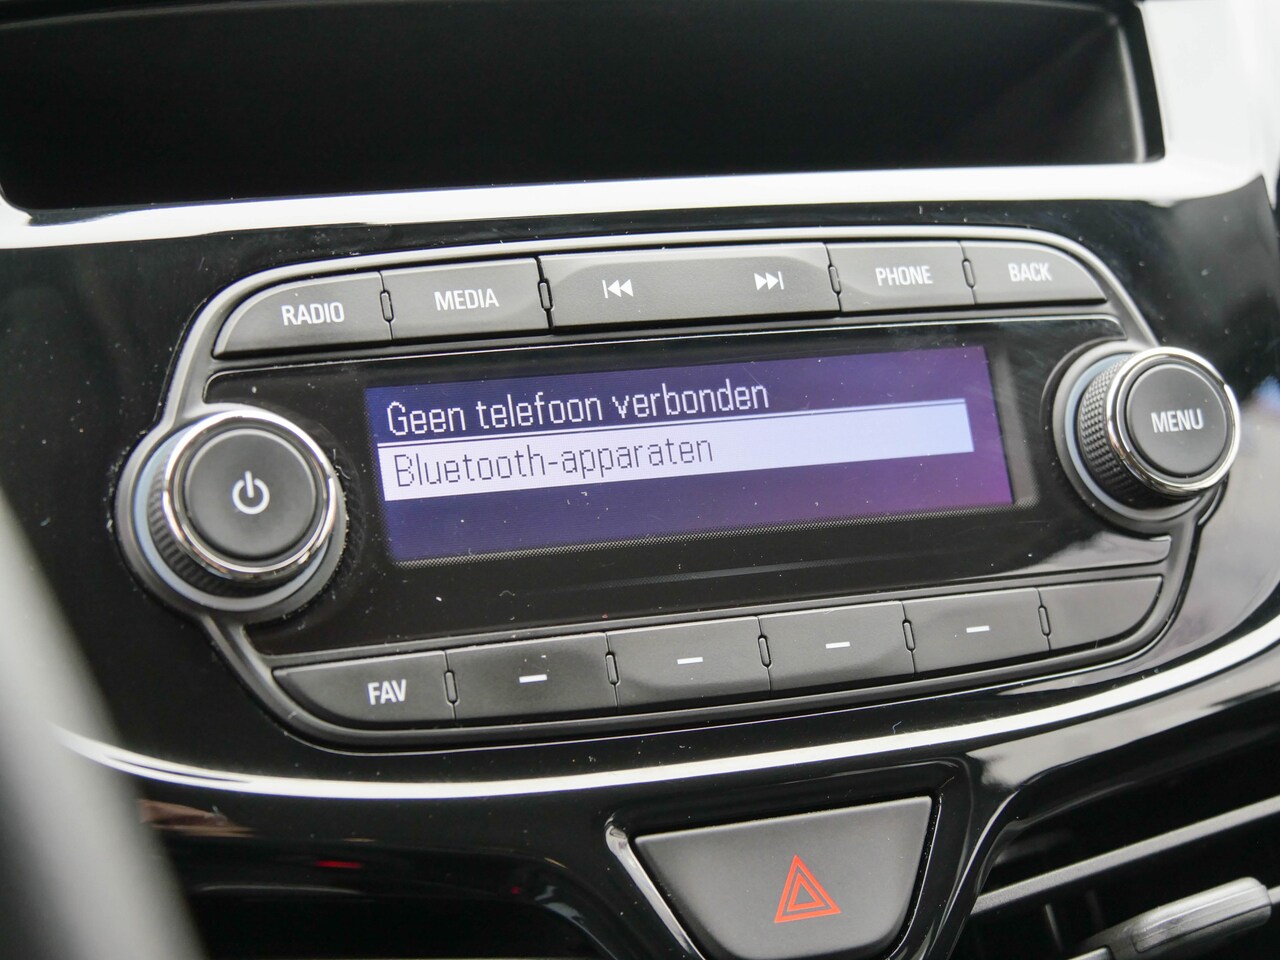 RADIO MEDIA PHONE BACK
Geen telefoon verbonden
Bluetooth-apparaten
MENU
FAV